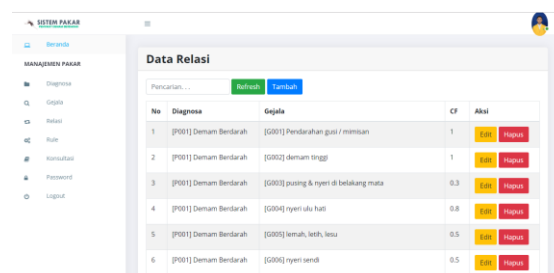 SISTEM PAKAR
Beranda
MANAJEMEN PAKAR
Diagnosa
Gejala
Relasi
Rule
Konsultasi
Password
Logout
Data Relasi
Pencarian. . . Refresh Tambah
No Diagnosa Gejala CF Aksi
1 [P001] Demam Berdarah [G001] Pendarahan gusi / mimisan 1 Edit Hapus
2 [P001] Demam Berdarah [G002] demam tinggi 1 Edit Hapus
3 [P001] Demam Berdarah [G003] pusing & nyeri di belakang mata 0.3 Edit Hapus
4 [P001] Demam Berdarah [G004] nyeri ulu hati 0.8 Edit Hapus
5 [P001] Demam Berdarah [G005] lemah, letih, lesu 0.5 Edit Hapus
6 [P001] Demam Berdarah [G006] nyeri sendi 0.5 Edit Hapus